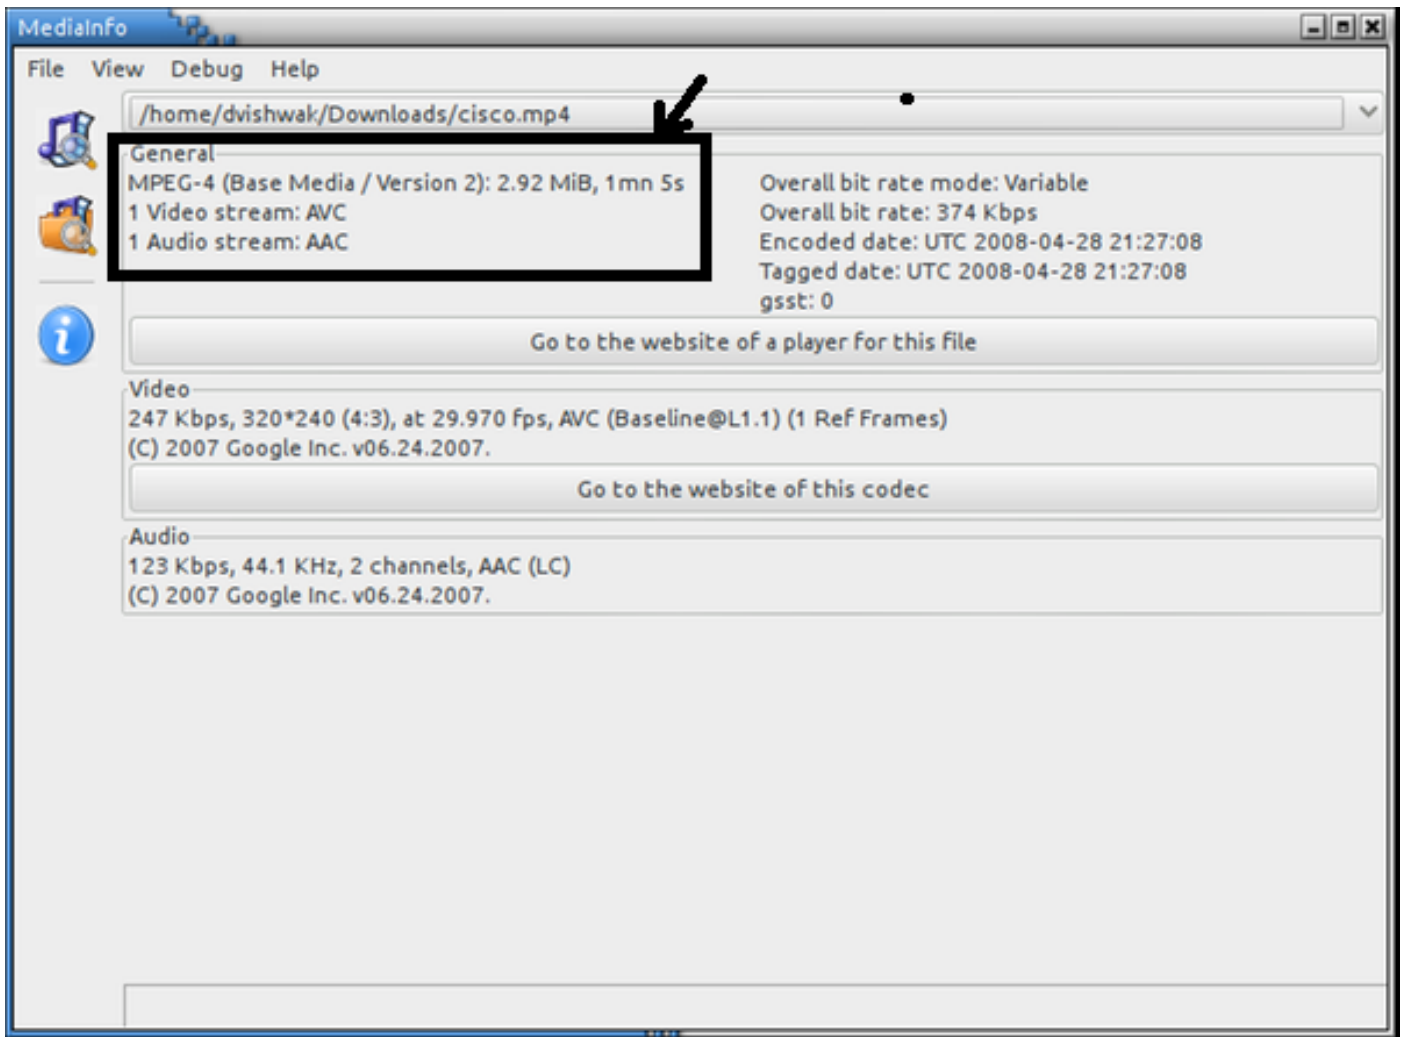 MediaInfo
File View Debug Help
/home/dvishwak/Downloads/cisco.mp4
General
MPEG-4 (Base Media / Version 2): 2.92 MiB, 1mn 5s
1 Video stream: AVC
1 Audio stream: AAC
Overall bit rate mode: Variable
Overall bit rate: 374 Kbps
Encoded date: UTC 2008-04-28 21:27:08
Tagged date: UTC 2008-04-28 21:27:08
gsst: 0
Go to the website of a player for this file
Video
247 Kbps, 320*240 (4:3), at 29.970 fps, AVC (Baseline@L1.1) (1 Ref Frames)
(C) 2007 Google Inc. v06.24.2007.
Go to the website of this codec
Audio
123 Kbps, 44.1 KHz, 2 channels, AAC (LC)
(C) 2007 Google Inc. v06.24.2007.